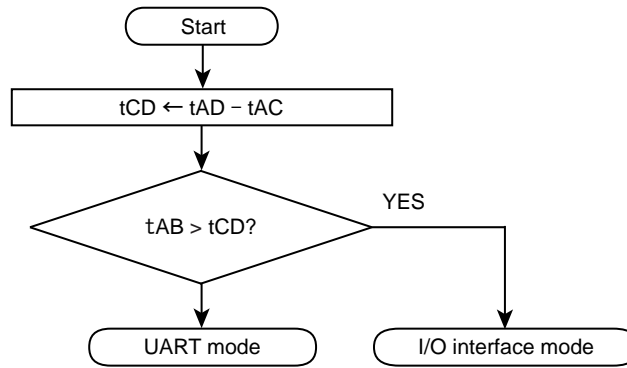 Start
tCD ← tAD − tAC
YES
tAB > tCD?
UART mode
I/O interface mode